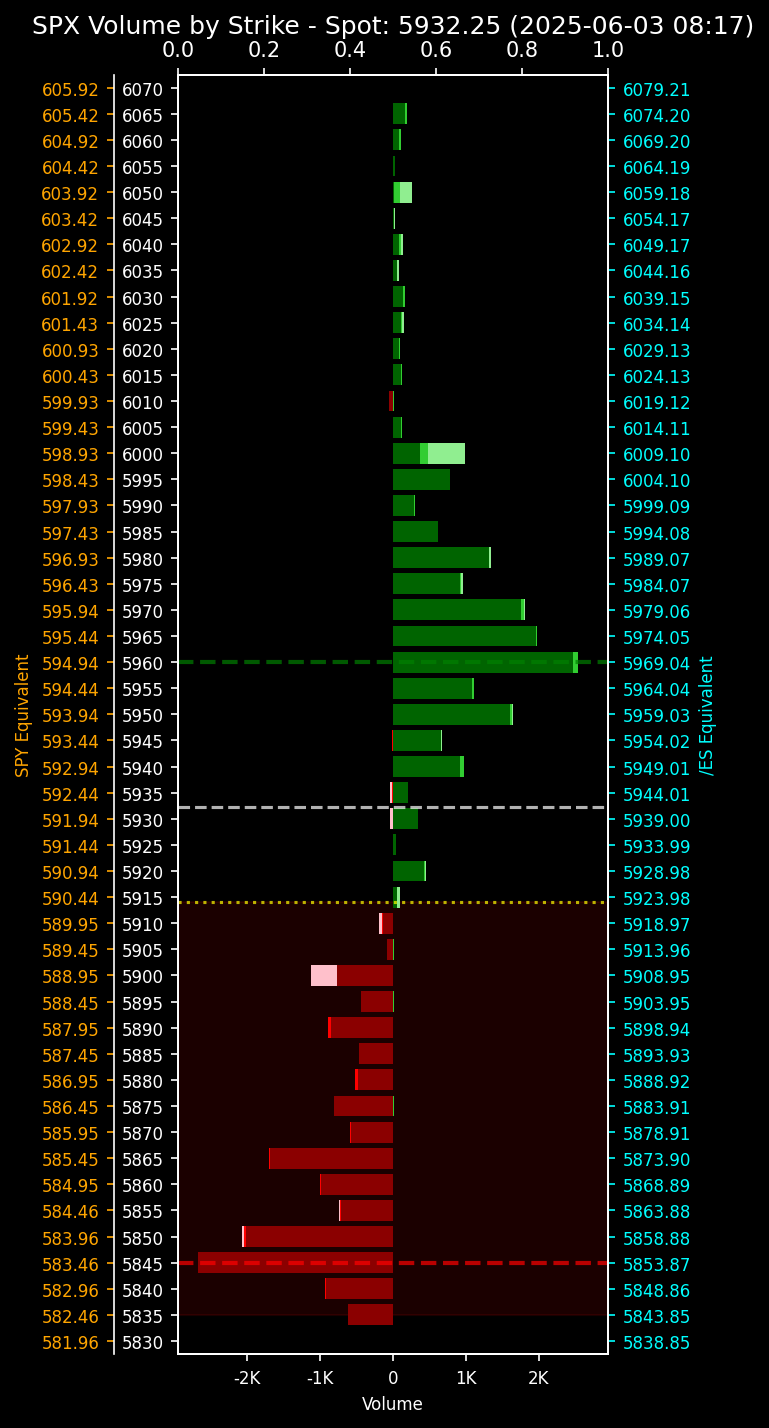 SPX Volume by Strike - Spot: 5932.25 (2025-06-03 08:17)
0.0 0.2 0.4 0.6 0.8 1.0
605.92 6070 6079.21
605.42 6065 6074.20
604.92 6060 6069.20
604.42 6055 6064.19
603.92 6050 6059.18
603.42 6045 6054.17
602.92 6040 6049.17
602.42 6035 6044.16
601.92 6030 6039.15
601.43 6025 6034.14
600.93 6020 6029.13
600.43 6015 6024.13
599.93 6010 6019.12
599.43 6005 6014.11
598.93 6000 6009.10
598.43 5995 6004.10
597.93 5990 5999.09
597.43 5985 5994.08
596.93 5980 5989.07
596.43 5975 5984.07
595.94 5970 5979.06
595.44 5965 5974.05
594.94 5960 5969.04
594.44 5955 5964.04
593.94 5950 5959.03
593.44 5945 5954.02
592.94 5940 5949.01
592.44 5935 5944.01
591.94 5930 5939.00
591.44 5925 5933.99
590.94 5920 5928.98
590.44 5915 5923.98
589.95 5910 5918.97
589.45 5905 5913.96
588.95 5900 5908.95
588.45 5895 5903.95
587.95 5890 5898.94
587.45 5885 5893.93
586.95 5880 5888.92
586.45 5875 5883.91
585.95 5870 5878.91
585.45 5865 5873.90
584.95 5860 5868.89
584.46 5855 5863.88
583.96 5850 5858.88
583.46 5845 5853.87
582.96 5840 5848.86
582.46 5835 5843.85
581.96 5830 5838.85
SPY Equivalent
/ES Equivalent
-2K -1K 0 1K 2K
Volume